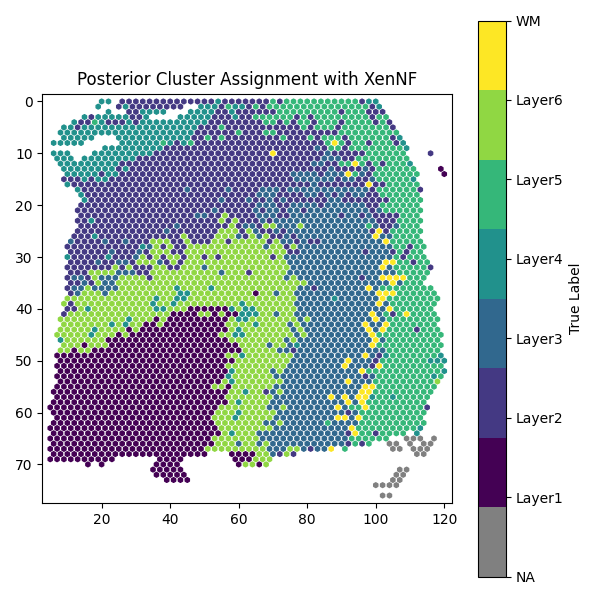 Posterior Cluster Assignment with XenNF
0
10
20
30
40
50
60
70
20
40
60
80
100
120
WM
Layer6
Layer5
Layer4
Layer3
Layer2
Layer1
NA
True Label